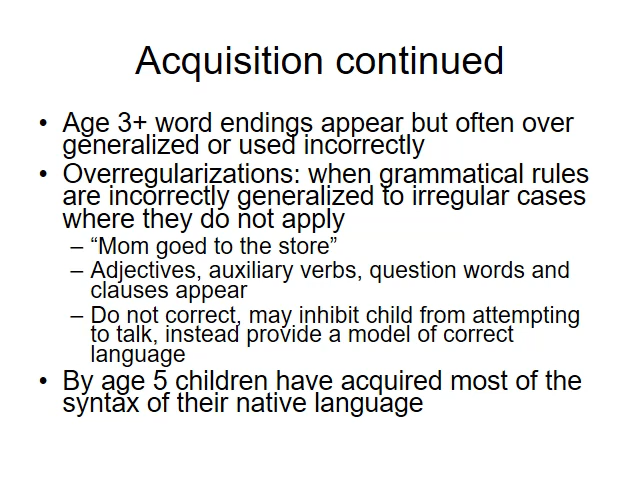 Acquisition continued
• Age 3+ word endings appear but often over
generalized or used incorrectly
• Overregularizations: when grammatical rules
are incorrectly generalized to irregular cases
where they do not apply
– “Mom goed to the store”
– Adjectives, auxiliary verbs, question words and
clauses appear
– Do not correct, may inhibit child from attempting
to talk, instead provide a model of correct
language
• By age 5 children have acquired most of the
syntax of their native language